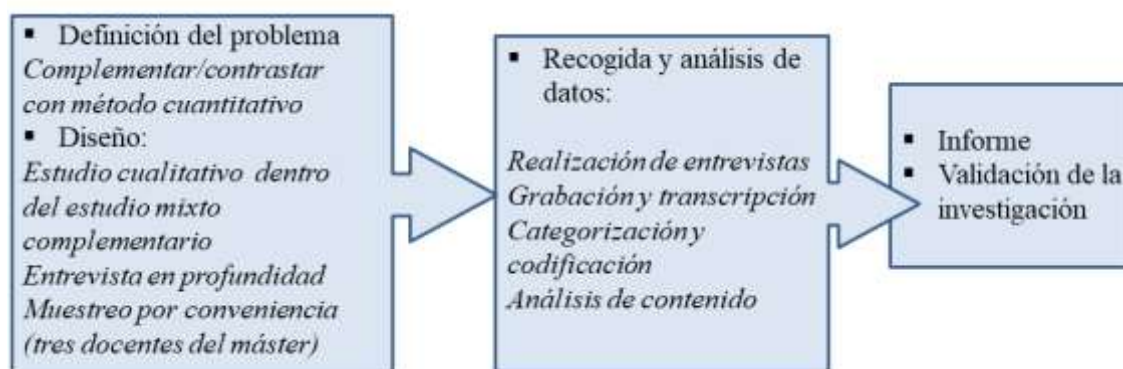 ▪ Definición del problema
Complementar/contrastar
con método cuantitativo
▪ Diseño:
Estudio cualitativo dentro
del estudio mixto
complementario
Entrevista en profundidad
Muestreo por conveniencia
(tres docentes del máster)
▪ Recogida y análisis de
datos:
Realización de entrevistas
Grabación y transcripción
Categorización y
codificación
Análisis de contenido
▪ Informe
▪ Validación de la
investigación